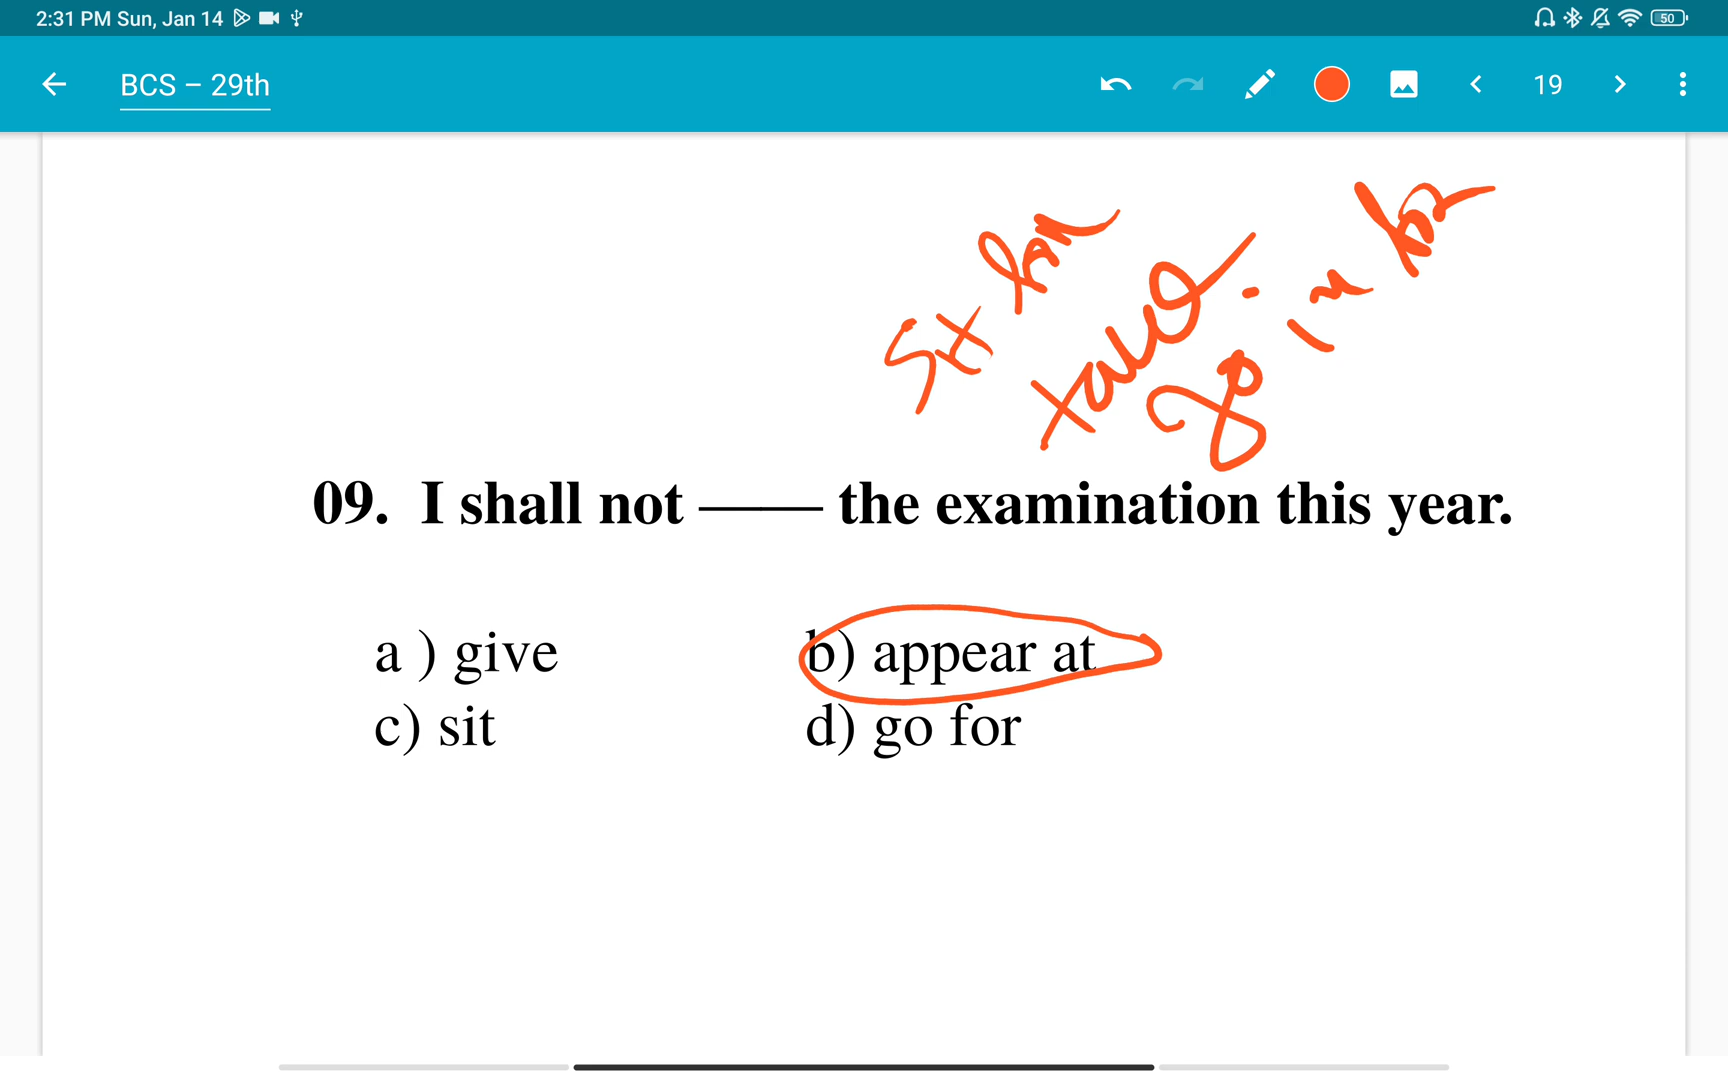 2:31 PM Sun, Jan 14
50
BCS – 29th
19
Sit for
go in for
09. I shall not —— the examination this year.
a ) give
b) appear at
c) sit
d) go for